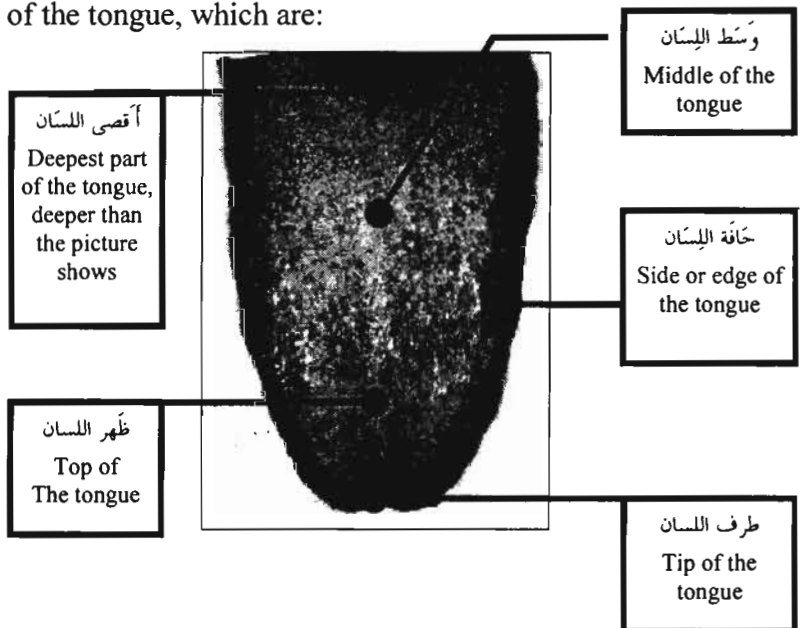 of the tongue, which are:
وَسَط اللِسَان
Middle of the
tongue
أَقصى اللسَان
Deepest part
of the tongue,
deeper than
the picture
shows
حَافَة اللِسَان
Side or edge of
the tongue
ظَهر اللسان
Top of
The tongue
طرف اللسان
Tip of the
tongue